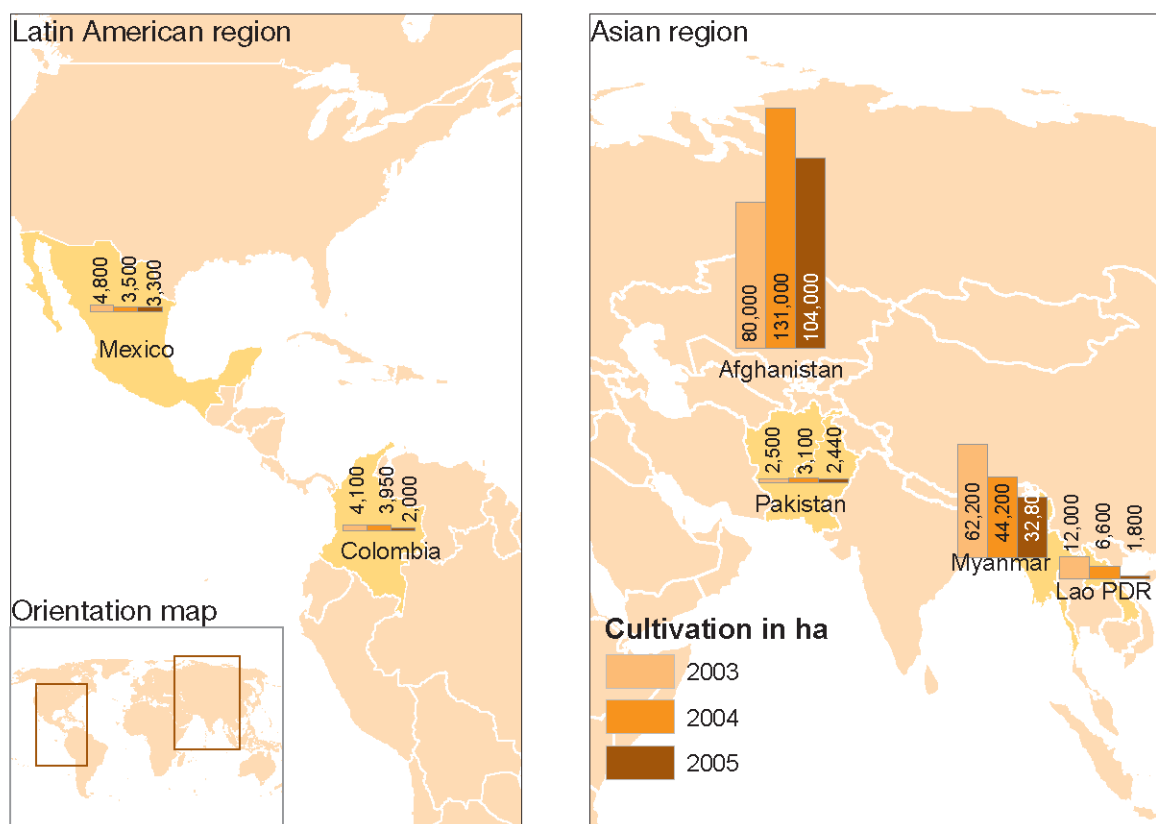 Latin American region
4,800
3,500
3,300
Mexico
4,100
3,950
2,000
Colombia
Orientation map
Asian region
80,000
131,000
104,000
Afghanistan
2,500
3,100
2,440
Pakistan
62,200
44,200
32,80
Myanmar
12,000
6,600
1,800
Lao PDR
Cultivation in ha
2003
2004
2005